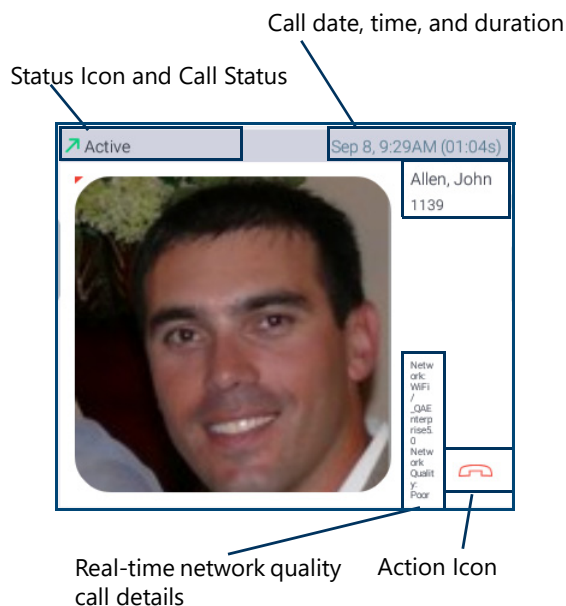 Call date, time, and duration
Status Icon and Call Status
Active
Sep 8, 9:29AM (01:04s)
Allen, John
1139
Netw
ork:
WiFi
/
_QAE
nterp
rise5.
0
Netw
ork
Qualit
y:
Poor
Real-time network quality
call details
Action Icon